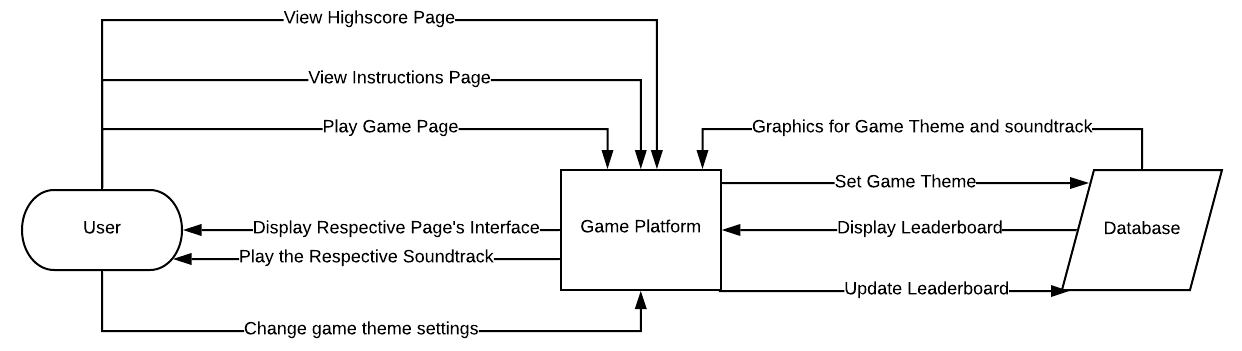 View Highscore Page
View Instructions Page
Play Game Page
Graphics for Game Theme and soundtrack
Set Game Theme
User
Display Respective Page's Interface
Game Platform
Display Leaderboard
Database
Play the Respective Soundtrack
Update Leaderboard
Change game theme settings